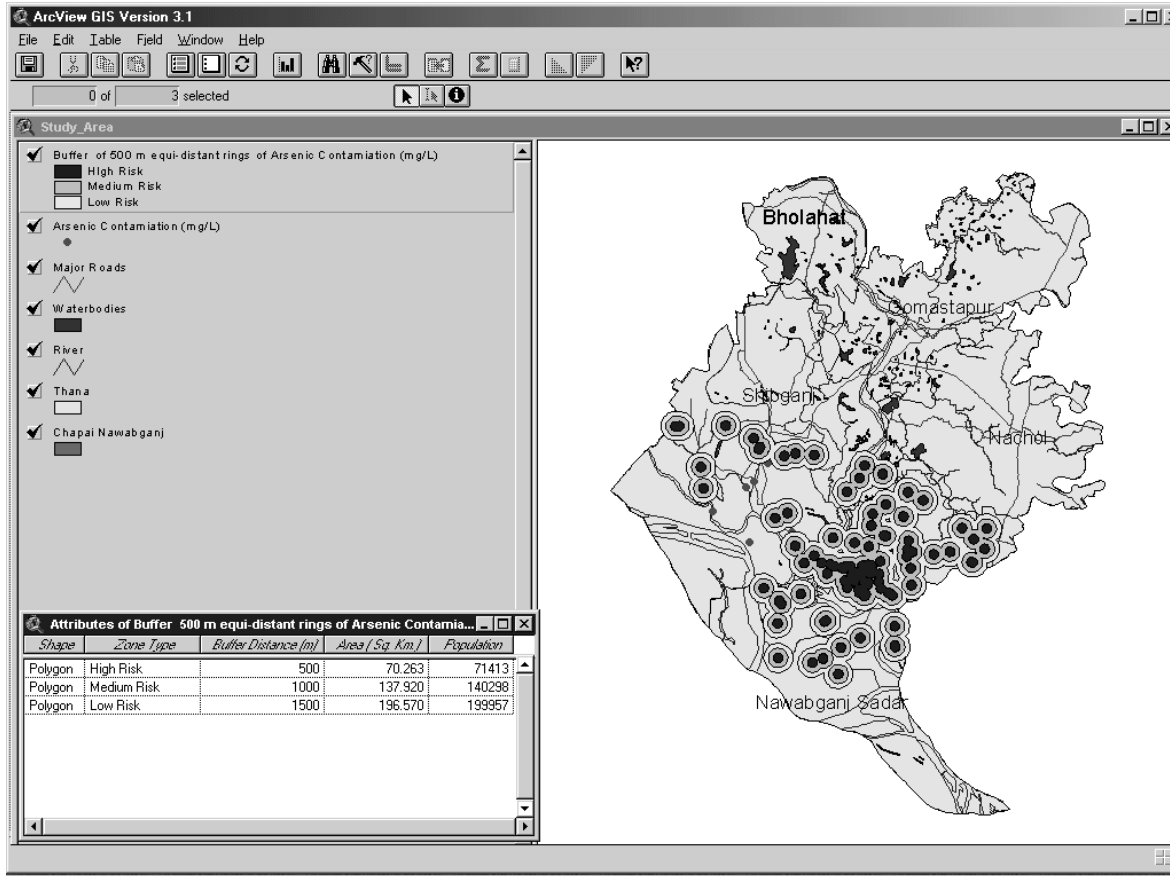 ArcView GIS Version 3.1
File Edit Table Field Window Help
0 of 3 selected
Study_Area
Buffer of 500 m equi-distant rings of Arsenic Contamiation (mg/L)
HIgh Risk
Medium Risk
Low Risk
Arsenic Contamiation (mg/L)
Major Roads
Waterbodies
River
Thana
Chapai Nawabganj
Bholahat
Gomastapur
Shibganj
Nachol
Nawabganj Sadar
Attributes of Buffer 500 m equi-distant rings of Arsenic Contamia...
Shape Zone Type Buffer Distance (m) Area ( Sq. Km.) Population
Polygon High Risk 500 70.263 71413
Polygon Medium Risk 1000 137.920 140298
Polygon Low Risk 1500 196.570 199957